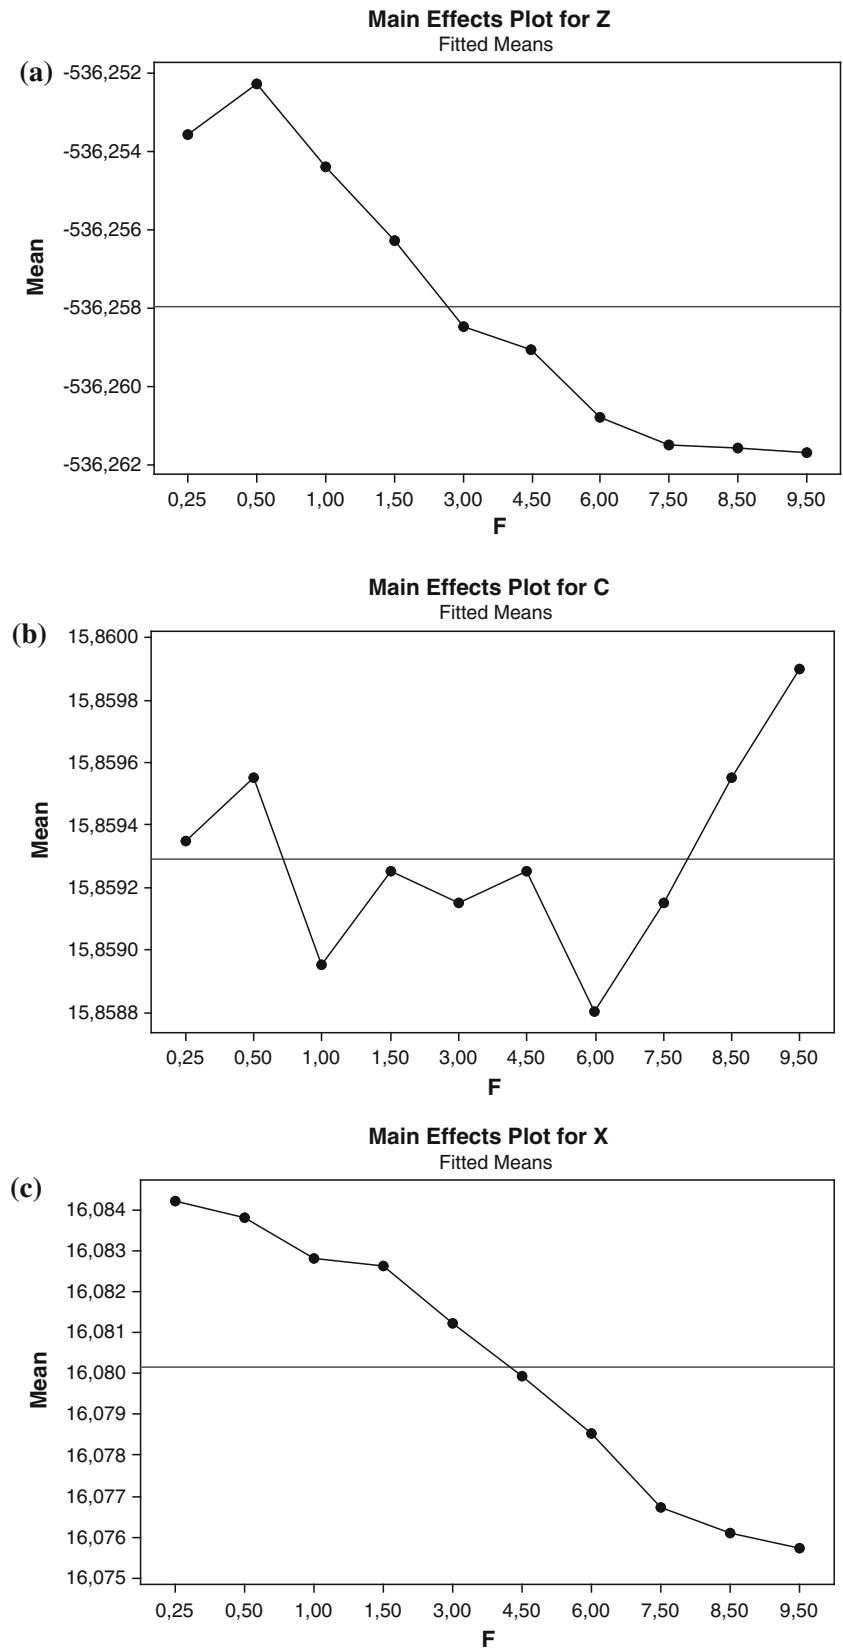 Main Effects Plot for Z
Fitted Means
(a)
-536,252
-536,254
-536,256
-536,258
-536,260
-536,262
Mean
0,25 0,50 1,00 1,50 3,00 4,50 6,00 7,50 8,50 9,50
F
Main Effects Plot for C
Fitted Means
(b)
15,8600
15,8598
15,8596
15,8594
15,8592
15,8590
15,8588
Mean
0,25 0,50 1,00 1,50 3,00 4,50 6,00 7,50 8,50 9,50
F
Main Effects Plot for X
Fitted Means
(c)
16,084
16,083
16,082
16,081
16,080
16,079
16,078
16,077
16,076
16,075
Mean
0,25 0,50 1,00 1,50 3,00 4,50 6,00 7,50 8,50 9,50
F